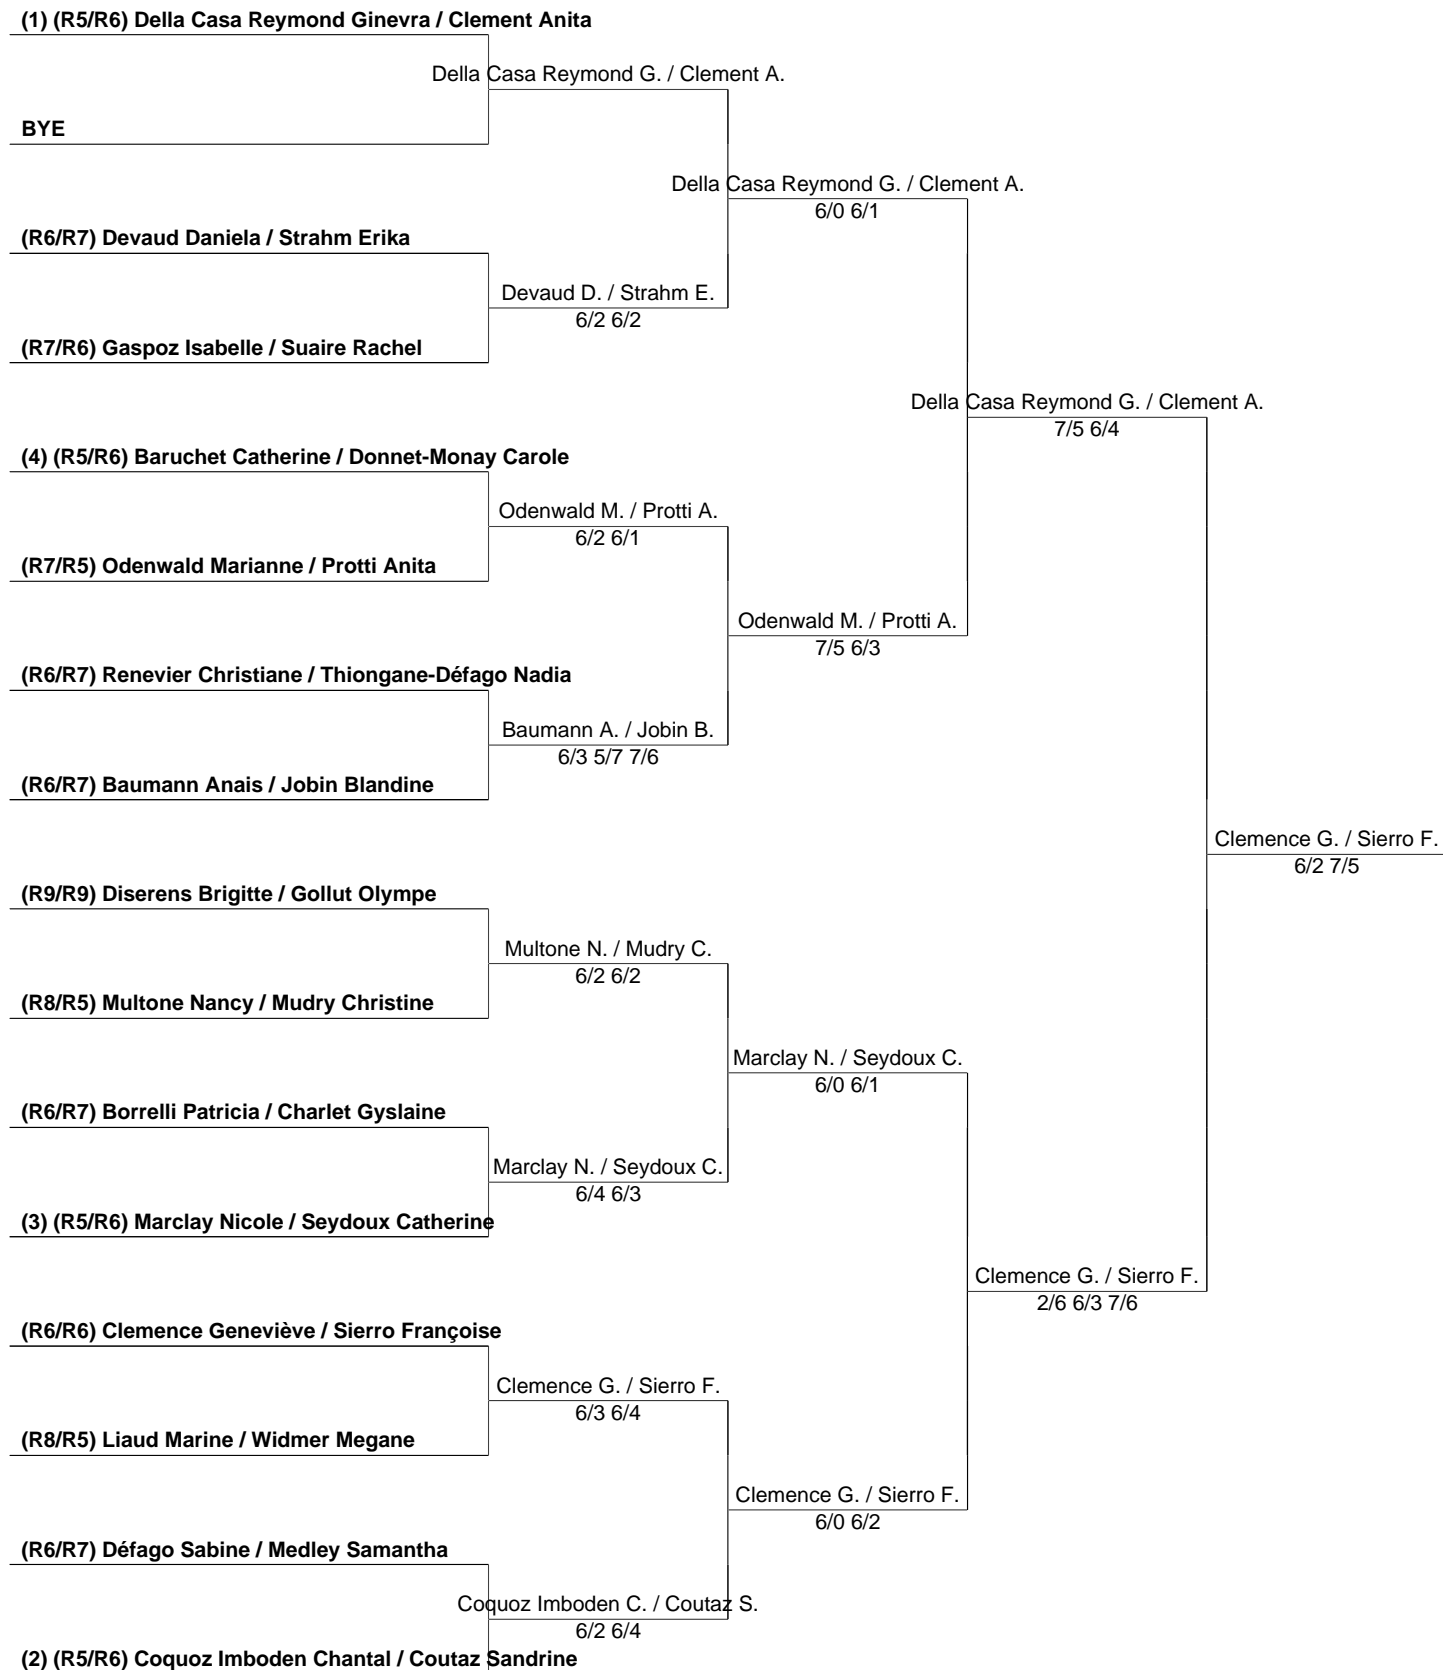 (1) (R5/R6) Della Casa Reymond Ginevra / Clement Anita
Della Casa Reymond G. / Clement A.
BYE
Della Casa Reymond G. / Clement A.
6/0 6/1
(R6/R7) Devaud Daniela / Strahm Erika
Devaud D. / Strahm E.
6/2 6/2
(R7/R6) Gaspoz Isabelle / Suaire Rachel
Della Casa Reymond G. / Clement A.
7/5 6/4
(4) (R5/R6) Baruchet Catherine / Donnet-Monay Carole
Odenwald M. / Protti A.
6/2 6/1
(R7/R5) Odenwald Marianne / Protti Anita
Odenwald M. / Protti A.
7/5 6/3
(R6/R7) Renevier Christiane / Thiongane-Défago Nadia
Baumann A. / Jobin B.
6/3 5/7 7/6
(R6/R7) Baumann Anais / Jobin Blandine
Clemence G. / Sierro F.
6/2 7/5
(R9/R9) Diserens Brigitte / Gollut Olympe
Multone N. / Mudry C.
6/2 6/2
(R8/R5) Multone Nancy / Mudry Christine
Marclay N. / Seydoux C.
6/0 6/1
(R6/R7) Borrelli Patricia / Charlet Gyslaine
Marclay N. / Seydoux C.
6/4 6/3
(3) (R5/R6) Marclay Nicole / Seydoux Catherine
Clemence G. / Sierro F.
2/6 6/3 7/6
(R6/R6) Clemence Geneviève / Sierro Françoise
Clemence G. / Sierro F.
6/3 6/4
(R8/R5) Liaud Marine / Widmer Megane
Clemence G. / Sierro F.
6/0 6/2
(R6/R7) Défago Sabine / Medley Samantha
Coquoz Imboden C. / Coutaz S.
6/2 6/4
(2) (R5/R6) Coquoz Imboden Chantal / Coutaz Sandrine